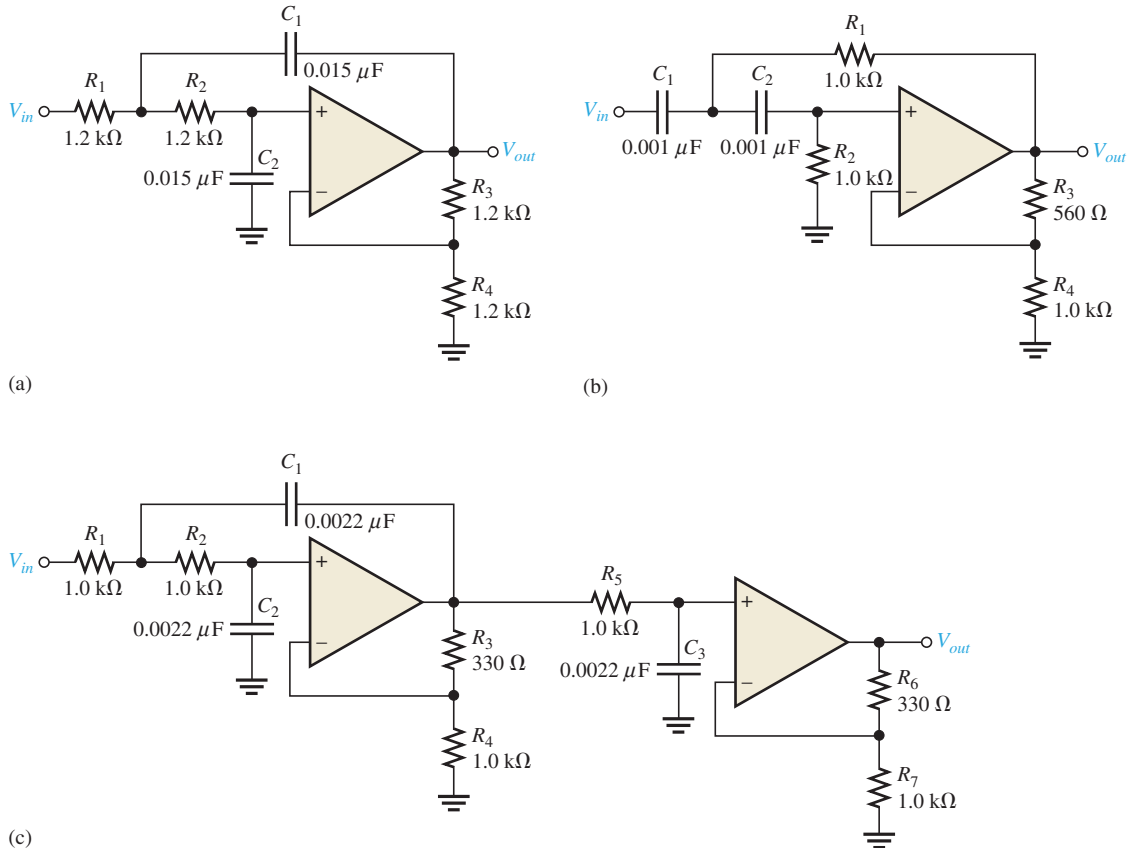 C1
0.015 μF
R1
R2
Vin
1.2 kΩ
1.2 kΩ
+
C2
0.015 μF
−
Vout
R3
1.2 kΩ
R4
1.2 kΩ
(a)
R1
1.0 kΩ
C1
C2
Vin
0.001 μF
0.001 μF
+
R2
1.0 kΩ
−
Vout
R3
560 Ω
R4
1.0 kΩ
(b)
C1
0.0022 μF
R1
R2
Vin
1.0 kΩ
1.0 kΩ
+
C2
0.0022 μF
−
R3
330 Ω
R4
1.0 kΩ
R5
1.0 kΩ
+
C3
0.0022 μF
−
Vout
R6
330 Ω
R7
1.0 kΩ
(c)